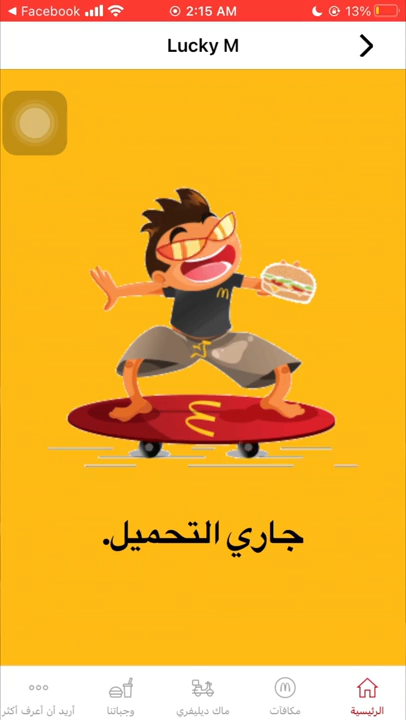 Facebook 2:15 AM 13%
Lucky M
جاري التحميل.
الرئيسية
مكافآت
ماك ديليفري
وجباتنا
أريد أن أعرف أكثر